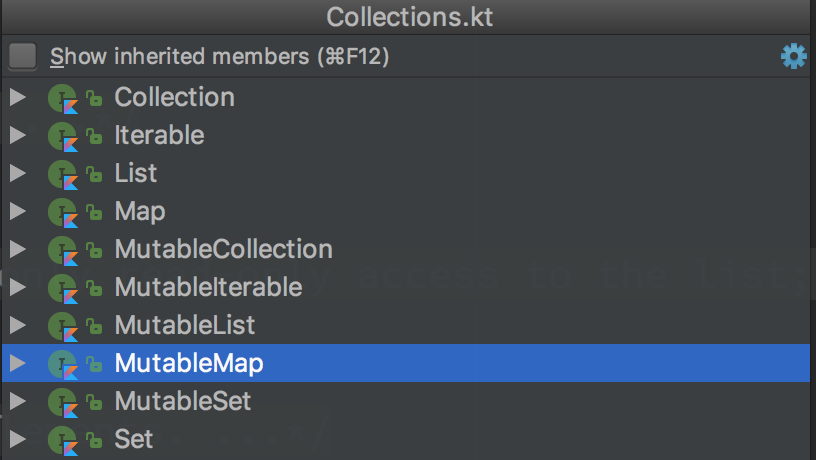 Collections.kt
Show inherited members (⌘F12)
Collection
Iterable
List
Map
MutableCollection
MutableIterable
MutableList
MutableMap
MutableSet
Set